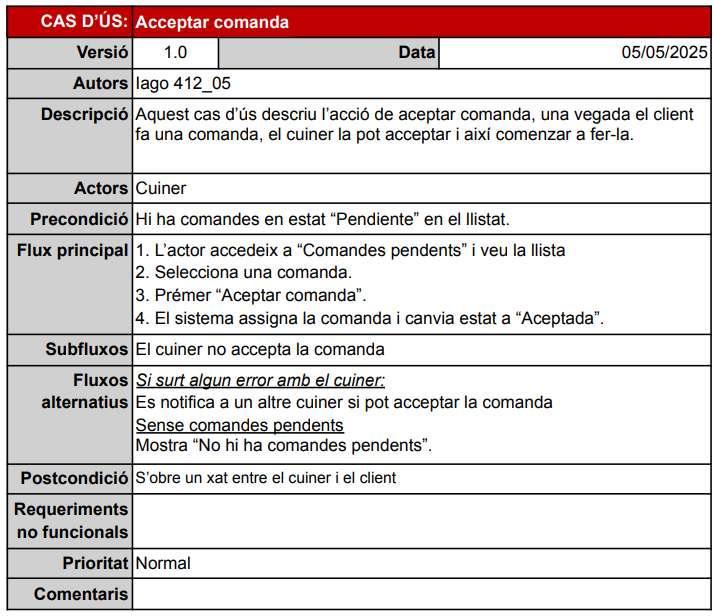 CAS D'ÚS: Acceptar comanda
Versió 1.0 Data 05/05/2025
Autors Iago 412_05
Descripció Aquest cas d'ús descriu l'acció de aceptar comanda, una vegada el client
fa una comanda, el cuiner la pot acceptar i així comenzar a fer-la.
Actors Cuiner
Precondició Hi ha comandes en estat “Pendiente” en el llistat.
Flux principal 1. L'actor accedeix a “Comandes pendents” i veu la llista
2. Selecciona una comanda.
3. Prémer “Aceptar comanda”.
4. El sistema assigna la comanda i canvia estat a “Aceptada”.
Subfluxos El cuiner no accepta la comanda
Fluxos alternatius Si surt algun error amb el cuiner:
Es notifica a un altre cuiner si pot acceptar la comanda
Sense comandes pendents
Mostra “No hi ha comandes pendents”.
Postcondició S'obre un xat entre el cuiner i el client
Requeriments
no funcionals
Prioritat Normal
Comentaris